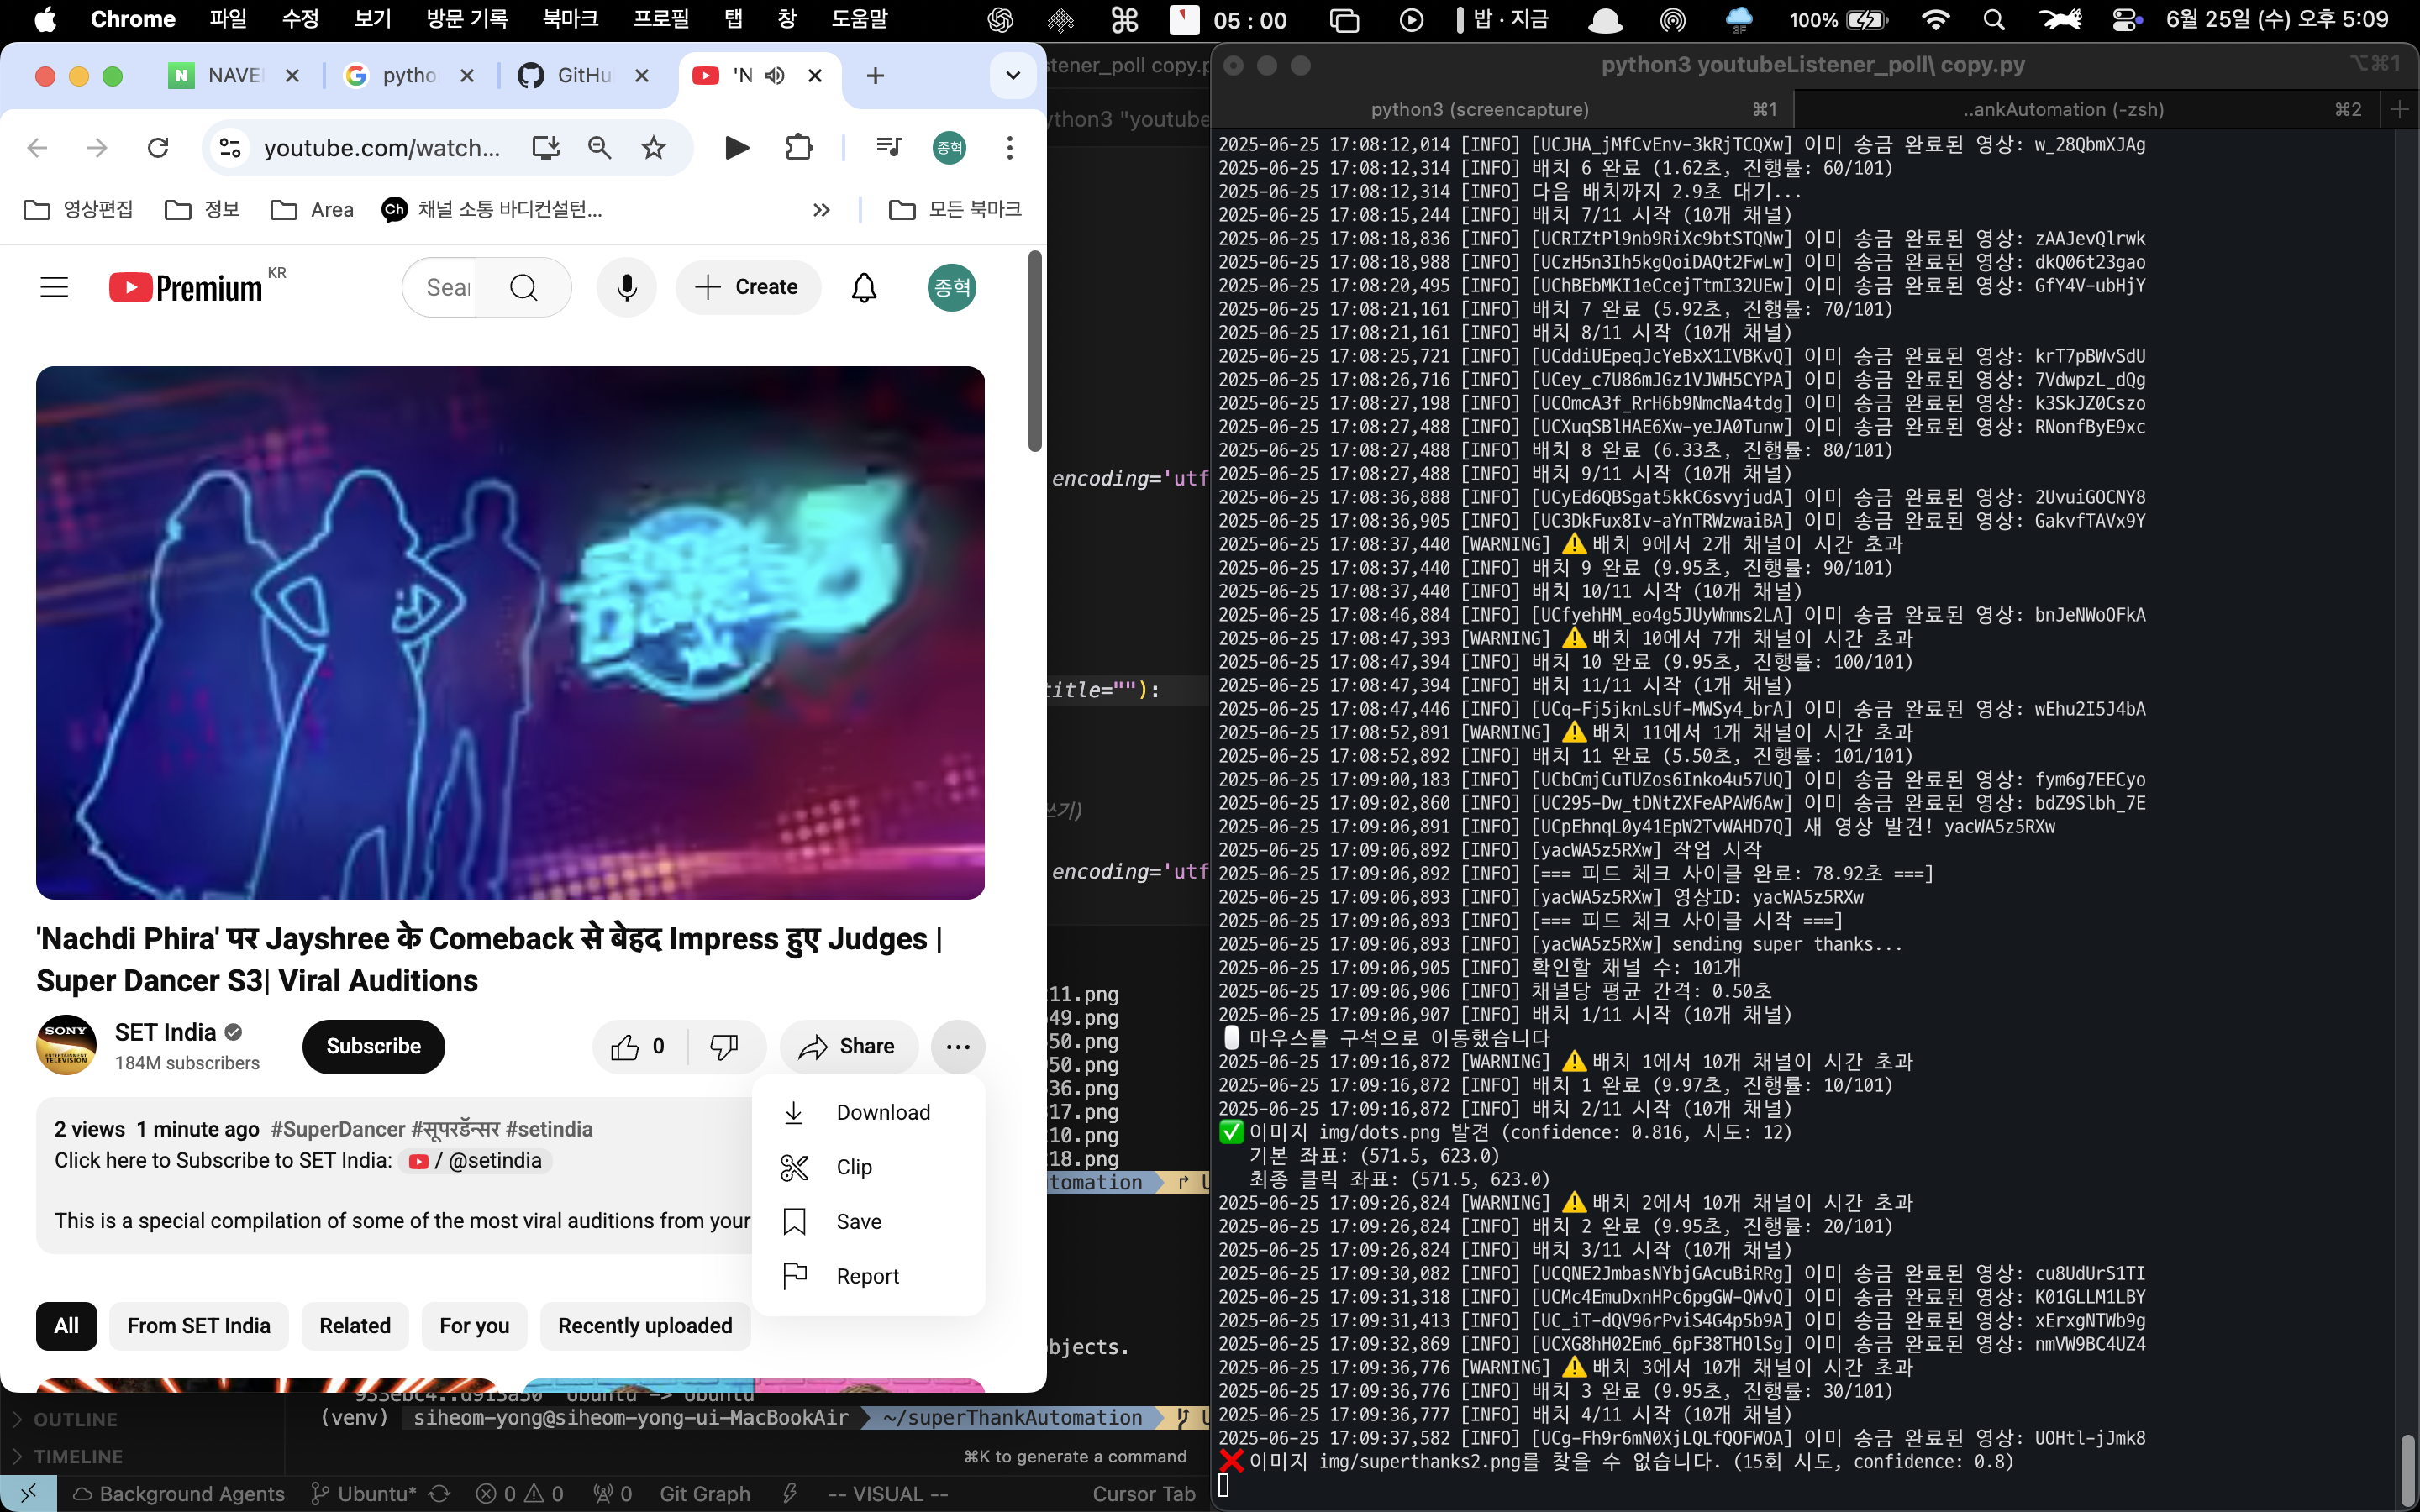 Chrome 파일 수정 보기 방문 기록 북마크 프로필 탭 창 도움말
05 : 00 밥 · 지금 100% 6월 25일 (수) 오후 5:09
NAVE pytho GitHu 'N
youtube.com/watch... 종혁
영상편집 정보 Area Ch 채널 소통 바디컨설턴... » 모든 북마크
Premium KR Create 종혁
'Nachdi Phira' पर Jayshree के Comeback से बेहद Impress हुए Judges |
Super Dancer S3| Viral Auditions
SONY
ENTERTAINMENT
TELEVISION
SET India
184M subscribers
Subscribe
0
Share
Download
Clip
Save
Report
2 views 1 minute ago #SuperDancer #सूपरडॅन्सर #setindia
Click here to Subscribe to SET India: / @setindia
This is a special compilation of some of the most viral auditions from your
All From SET India Related For you Recently uploaded
encoding='utf
title=""):
쓰기)
encoding='utf
11.png
49.png
50.png
50.png
36.png
17.png
10.png
18.png
tomation
bjects.
(venv) siheom-yong@siheom-yong-ui-MacBookAir ~/superThankAutomation
OUTLINE
TIMELINE
⌘K to generate a command
Background Agents Ubuntu* 0 0 0 Git Graph -- VISUAL -- Cursor Tab
python3 youtubeListener_poll\ copy.py ⌥⌘1
python3 (screencapture) ⌘1 ..ankAutomation (-zsh) ⌘2
2025-06-25 17:08:12,014 [INFO] [UCJHA_jMfCvEnv-3kRjTCQXw] 이미 송금 완료된 영상: w_28QbmXJAg
2025-06-25 17:08:12,314 [INFO] 배치 6 완료 (1.62초, 진행률: 60/101)
2025-06-25 17:08:12,314 [INFO] 다음 배치까지 2.9초 대기...
2025-06-25 17:08:15,244 [INFO] 배치 7/11 시작 (10개 채널)
2025-06-25 17:08:18,836 [INFO] [UCRIZtPl9nb9RiXc9btSTQNw] 이미 송금 완료된 영상: zAAJevQlrwk
2025-06-25 17:08:18,988 [INFO] [UCzH5n3Ih5kgQoiDAQt2FwLw] 이미 송금 완료된 영상: dkQ06t23gao
2025-06-25 17:08:20,495 [INFO] [UChBEbMKI1eCcejTtmI32UEw] 이미 송금 완료된 영상: GfY4V-ubHjY
2025-06-25 17:08:21,161 [INFO] 배치 7 완료 (5.92초, 진행률: 70/101)
2025-06-25 17:08:21,161 [INFO] 배치 8/11 시작 (10개 채널)
2025-06-25 17:08:25,721 [INFO] [UCddiUEpeqJcYeBxX1IVBKvQ] 이미 송금 완료된 영상: krT7pBWvSdU
2025-06-25 17:08:26,716 [INFO] [UCey_c7U86mJGz1VJWH5CYPA] 이미 송금 완료된 영상: 7VdwpzL_dQg
2025-06-25 17:08:27,198 [INFO] [UCOmcA3f_RrH6b9NmcNa4tdg] 이미 송금 완료된 영상: k3SkJZ0Cszo
2025-06-25 17:08:27,488 [INFO] [UCXuqSBlHAE6Xw-yeJA0Tunw] 이미 송금 완료된 영상: RNonfByE9xc
2025-06-25 17:08:27,488 [INFO] 배치 8 완료 (6.33초, 진행률: 80/101)
2025-06-25 17:08:27,488 [INFO] 배치 9/11 시작 (10개 채널)
2025-06-25 17:08:36,888 [INFO] [UCyEd6QBSgat5kkC6svyjudA] 이미 송금 완료된 영상: 2UvuiGOCNY8
2025-06-25 17:08:36,905 [INFO] [UC3DkFux8Iv-aYnTRWzwaiBA] 이미 송금 완료된 영상: GakvfTAVx9Y
2025-06-25 17:08:37,440 [WARNING] ⚠️ 배치 9에서 2개 채널이 시간 초과
2025-06-25 17:08:37,440 [INFO] 배치 9 완료 (9.95초, 진행률: 90/101)
2025-06-25 17:08:37,440 [INFO] 배치 10/11 시작 (10개 채널)
2025-06-25 17:08:46,884 [INFO] [UCfyehHM_eo4g5JUyWmms2LA] 이미 송금 완료된 영상: bnJeNWoOFkA
2025-06-25 17:08:47,393 [WARNING] ⚠️ 배치 10에서 7개 채널이 시간 초과
2025-06-25 17:08:47,394 [INFO] 배치 10 완료 (9.95초, 진행률: 100/101)
2025-06-25 17:08:47,394 [INFO] 배치 11/11 시작 (1개 채널)
2025-06-25 17:08:47,446 [INFO] [UCq-Fj5jknLsUf-MWSy4_brA] 이미 송금 완료된 영상: wEhu2I5J4bA
2025-06-25 17:08:52,891 [WARNING] ⚠️ 배치 11에서 1개 채널이 시간 초과
2025-06-25 17:08:52,892 [INFO] 배치 11 완료 (5.50초, 진행률: 101/101)
2025-06-25 17:09:00,183 [INFO] [UCbCmjCuTUZos6Inko4u57UQ] 이미 송금 완료된 영상: fym6g7EECyo
2025-06-25 17:09:02,860 [INFO] [UC295-Dw_tDNtZXFeAPAW6Aw] 이미 송금 완료된 영상: bdZ9Slbh_7E
2025-06-25 17:09:06,891 [INFO] [UCpEhnqL0y41EpW2TvWAHD7Q] 새 영상 발견! yacWA5z5RXw
2025-06-25 17:09:06,892 [INFO] [yacWA5z5RXw] 작업 시작
2025-06-25 17:09:06,892 [INFO] [=== 피드 체크 사이클 완료: 78.92초 ===]
2025-06-25 17:09:06,893 [INFO] [yacWA5z5RXw] 영상ID: yacWA5z5RXw
2025-06-25 17:09:06,893 [INFO] [=== 피드 체크 사이클 시작 ===]
2025-06-25 17:09:06,893 [INFO] [yacWA5z5RXw] sending super thanks...
2025-06-25 17:09:06,905 [INFO] 확인할 채널 수: 101개
2025-06-25 17:09:06,906 [INFO] 채널당 평균 간격: 0.50초
2025-06-25 17:09:06,907 [INFO] 배치 1/11 시작 (10개 채널)
마우스를 구석으로 이동했습니다
2025-06-25 17:09:16,872 [WARNING] ⚠️ 배치 1에서 10개 채널이 시간 초과
2025-06-25 17:09:16,872 [INFO] 배치 1 완료 (9.97초, 진행률: 10/101)
2025-06-25 17:09:16,872 [INFO] 배치 2/11 시작 (10개 채널)
✅ 이미지 img/dots.png 발견 (confidence: 0.816, 시도: 12)
기본 좌표: (571.5, 623.0)
최종 클릭 좌표: (571.5, 623.0)
2025-06-25 17:09:26,824 [WARNING] ⚠️ 배치 2에서 10개 채널이 시간 초과
2025-06-25 17:09:26,824 [INFO] 배치 2 완료 (9.95초, 진행률: 20/101)
2025-06-25 17:09:26,824 [INFO] 배치 3/11 시작 (10개 채널)
2025-06-25 17:09:30,082 [INFO] [UCQNE2JmbasNYbjGAcuBiRRg] 이미 송금 완료된 영상: cu8UdUrS1TI
2025-06-25 17:09:31,318 [INFO] [UCMc4EmuDxnHPc6pgGW-QWvQ] 이미 송금 완료된 영상: K01GLLM1LBY
2025-06-25 17:09:31,413 [INFO] [UC_iT-dQV96rPviS4G4p5b9A] 이미 송금 완료된 영상: xErxgNTWb9g
2025-06-25 17:09:32,869 [INFO] [UCXG8hH02Em6_6pF38THOlSg] 이미 송금 완료된 영상: nmVW9BC4UZ4
2025-06-25 17:09:36,776 [WARNING] ⚠️ 배치 3에서 10개 채널이 시간 초과
2025-06-25 17:09:36,776 [INFO] 배치 3 완료 (9.95초, 진행률: 30/101)
2025-06-25 17:09:36,777 [INFO] 배치 4/11 시작 (10개 채널)
2025-06-25 17:09:37,582 [INFO] [UCg-Fh9r6mN0XjLQLfQOFWOA] 이미 송금 완료된 영상: UOHtl-jJmk8
❌ 이미지 img/superthanks2.png를 찾을 수 없습니다. (15회 시도, confidence: 0.8)